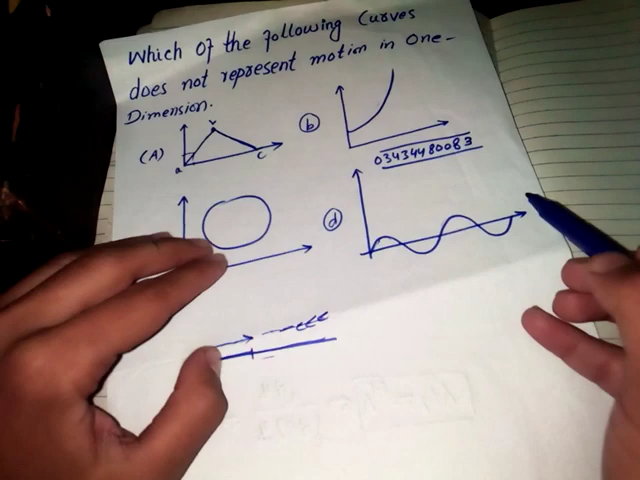 Which Of the following Curves
does not represent motion in One-
Dimension.
(A)
a
c
(b)
03434480083
(d)